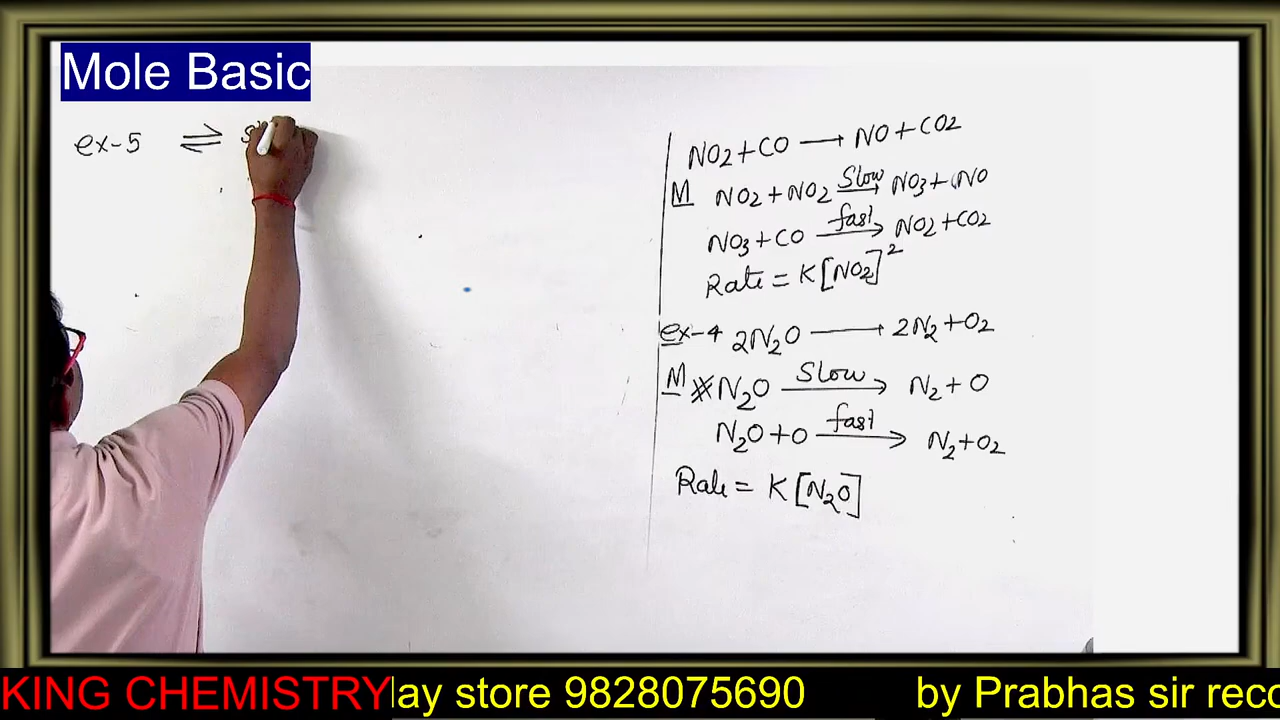 Mole Basic
ex-5 ⇌
NO2 + CO ⟶ NO + CO2
M NO2 + NO2 Slow⟶ NO3 + NO
NO3 + CO fast⟶ NO2 + CO2
Rate = K[NO2]²
ex-4 2N2O ⟶ 2N2 + O2
M N2O Slow⟶ N2 + O
N2O + O fast⟶ N2 + O2
Rate = K[N2O]
KING CHEMISTRY lay store 9828075690 by Prabhas sir reco